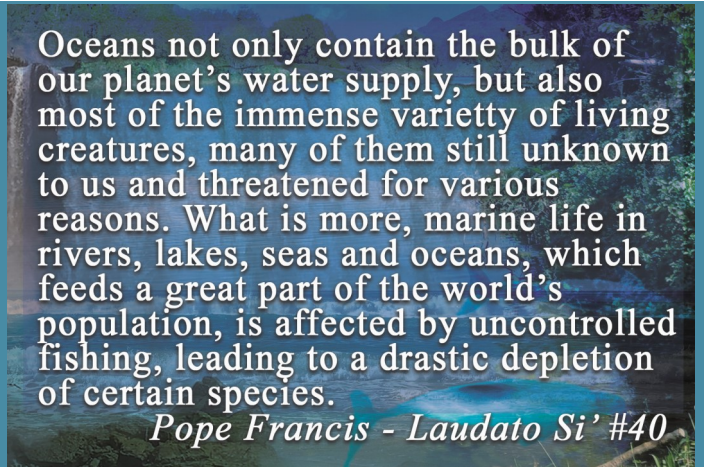 Oceans not only contain the bulk of
our planet’s water supply, but also
most of the immense varietty of living
creatures, many of them still unknown
to us and threatened for various
reasons. What is more, marine life in
rivers, lakes, seas and oceans, which
feeds a great part of the world’s
population, is affected by uncontrolled
fishing, leading to a drastic depletion
of certain species.
Pope Francis - Laudato Si’ #40